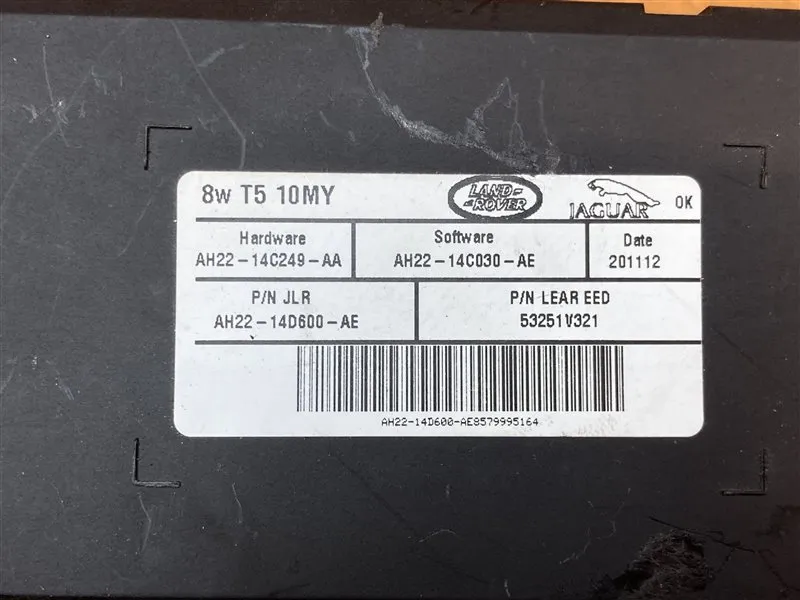 8w T5 10MY
LAND-
ROVER
JAGUAR
OK
Hardware
AH22-14C249-AA
Software
AH22-14C030-AE
Date
201112
P/N JLR
AH22-14D600-AE
P/N LEAR EED
53251V321
AH22-14D600-AE8579995164